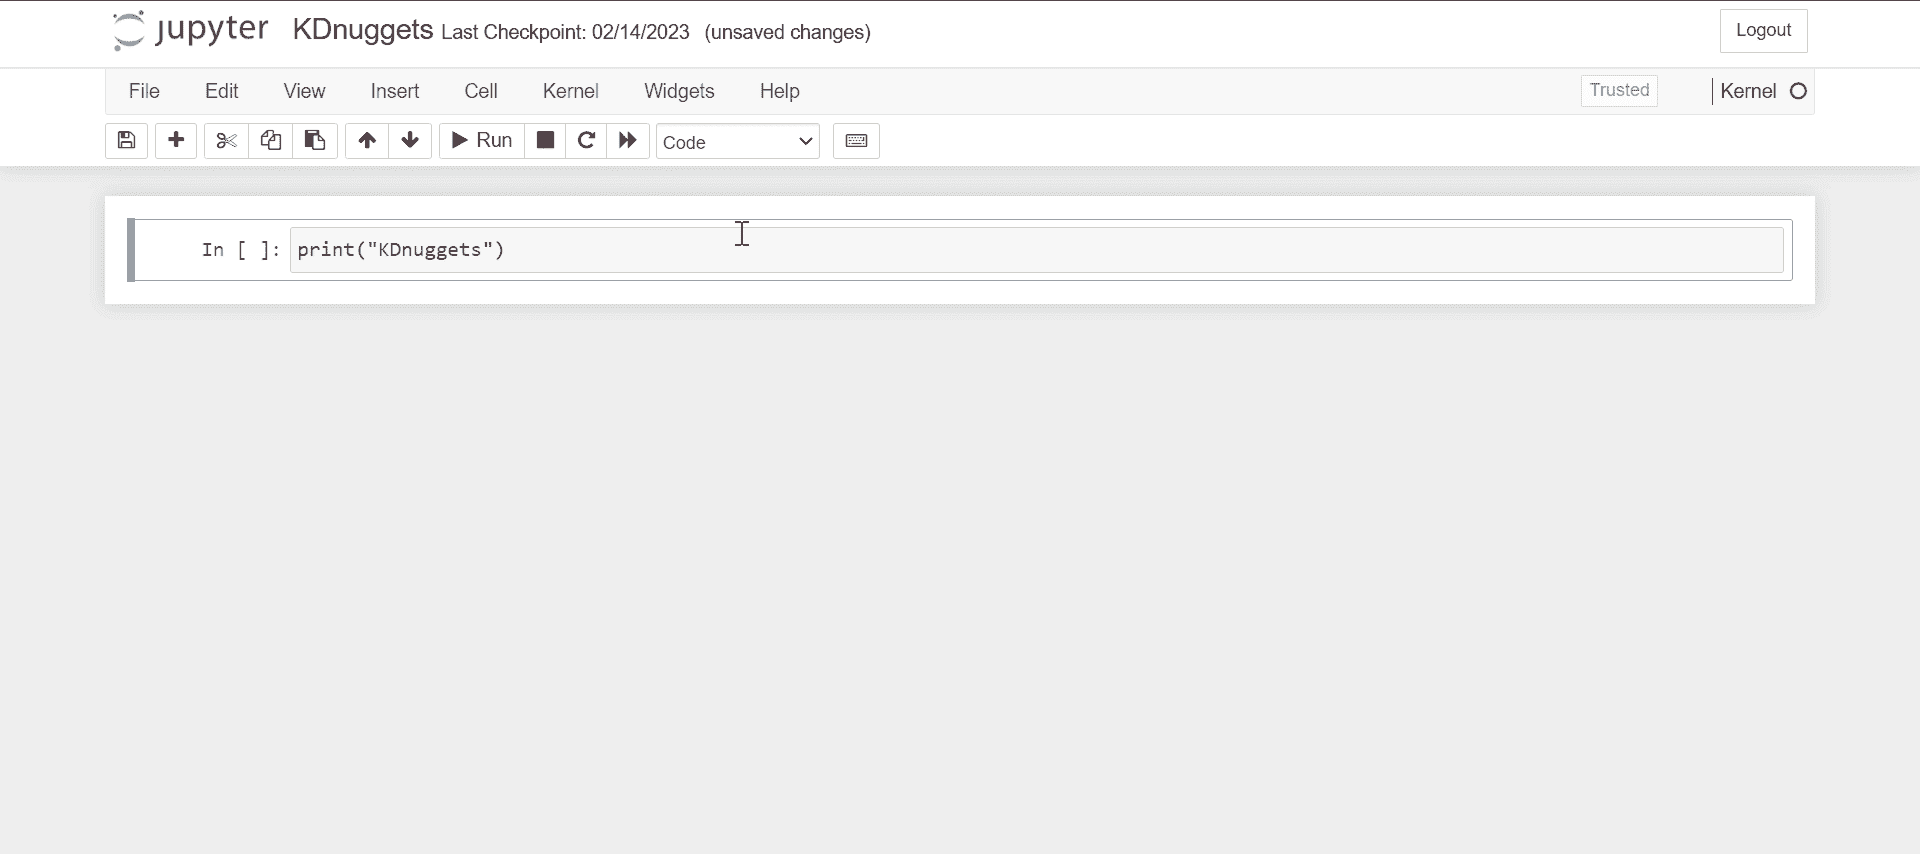 jupyter KDnuggets Last Checkpoint: 02/14/2023 (unsaved changes) Logout
File Edit View Insert Cell Kernel Widgets Help Trusted Kernel
Run Code
In [ ]: print("KDnuggets")